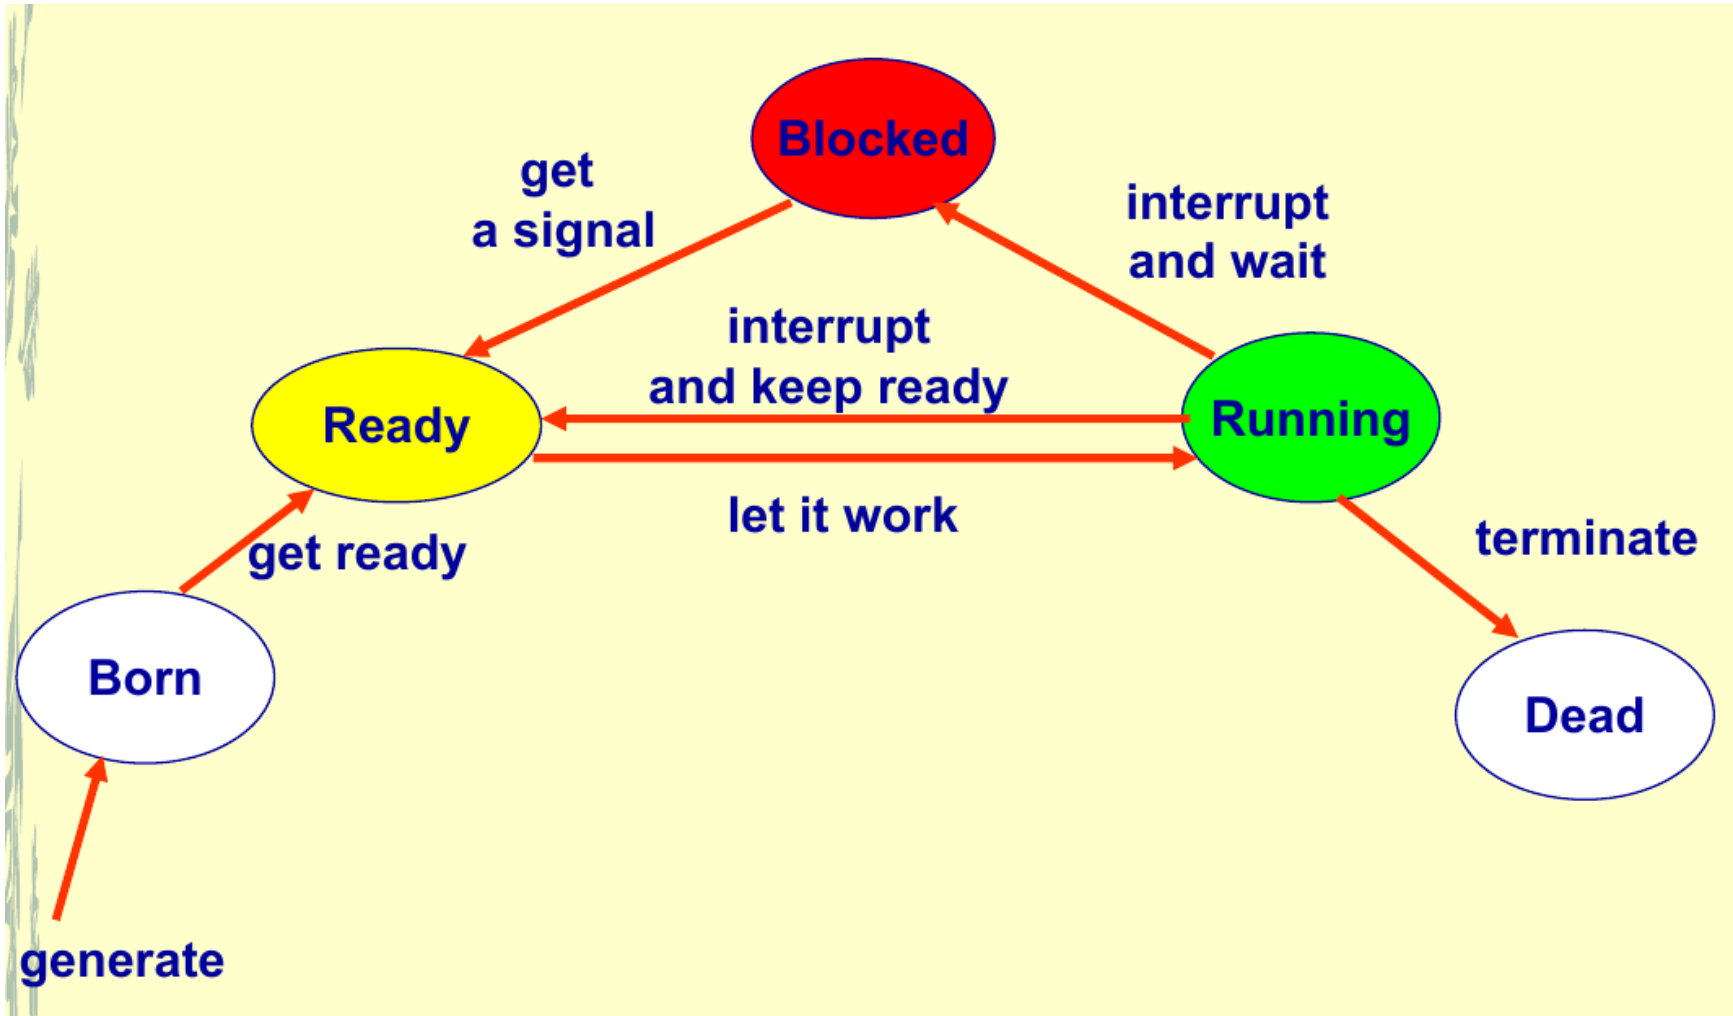 Blocked
get
a signal
interrupt
and wait
interrupt
and keep ready
Ready
Running
let it work
get ready
terminate
Born
Dead
generate